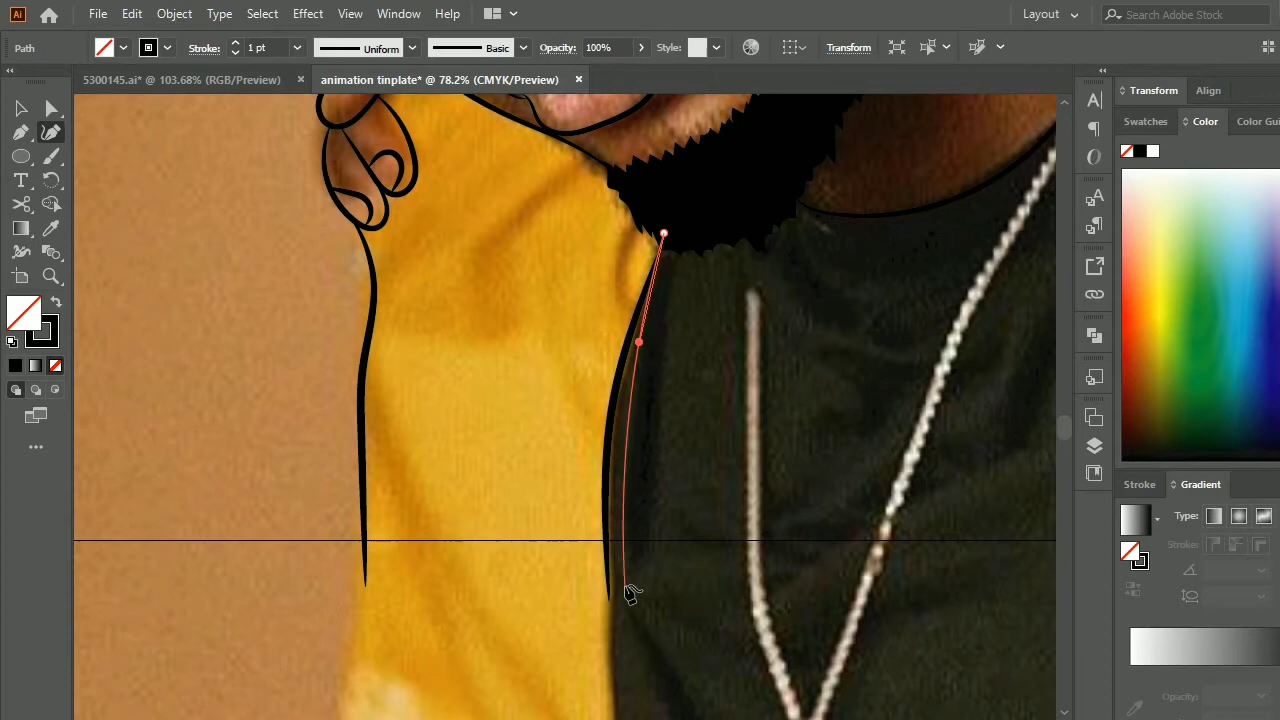 Ai File Edit Object Type Select Effect View Window Help Layout Search Adobe Stock
Path Stroke: 1 pt Uniform Basic Opacity: 100% Style: Transform
5300145.ai* @ 103.68% (RGB/Preview) × animation tinplate* @ 78.2% (CMYK/Preview) ×
Transform Align
Swatches Color Color Gui
Stroke Gradient
Type:
Stroke:
Opacity: